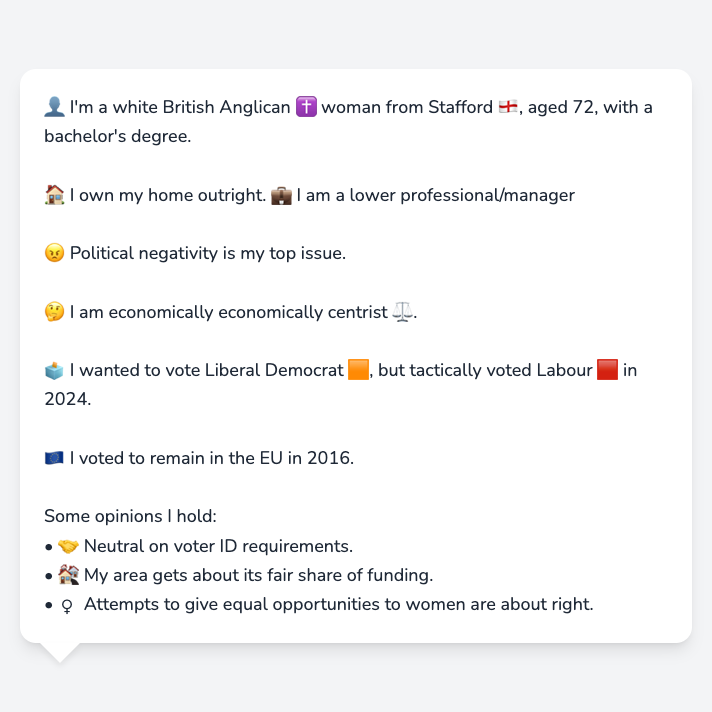 👤 I'm a white British Anglican ✝️ woman from Stafford 🏴󠁧󠁢󠁥󠁮󠁧󠁿, aged 72, with a
bachelor's degree.
🏠 I own my home outright. 💼 I am a lower professional/manager
😠 Political negativity is my top issue.
🤔 I am economically economically centrist ⚖️.
🗳️ I wanted to vote Liberal Democrat 🟧, but tactically voted Labour 🟥 in
2024.
🇪🇺 I voted to remain in the EU in 2016.
Some opinions I hold:
• 🤝 Neutral on voter ID requirements.
• 🏘️ My area gets about its fair share of funding.
• ♀ Attempts to give equal opportunities to women are about right.